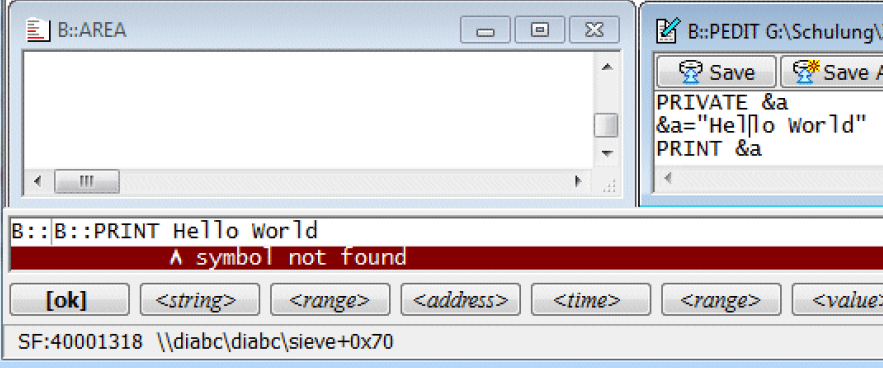 B::AREA
B::PEDIT G:\Schulung\
Save
Save A
PRIVATE &a
&a="Hello World"
PRINT &a
B::B::PRINT Hello World
∧ symbol not found
[ok] <string> <range> <address> <time> <range> <value>
SF:40001318 \\diabc\diabc\sieve+0x70